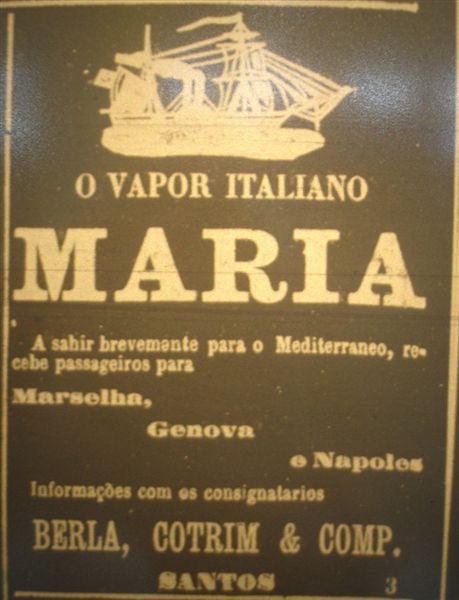 O VAPOR ITALIANO
MARIA
A sahir brevemente para o Mediterraneo, re-
cebe passageiros para
Marselha,
Genova
e Napoles
Informações com os consignatarios
BERLA, COTRIM & COMP.
SANTOS 3